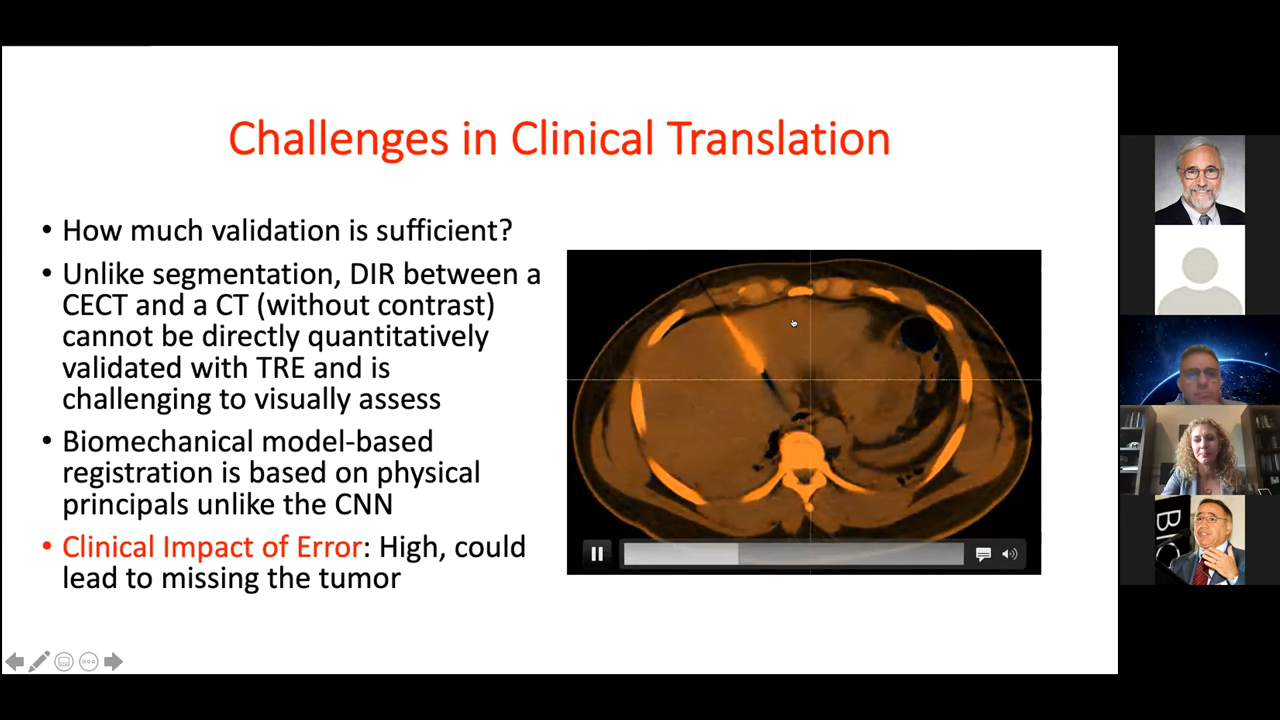 Challenges in Clinical Translation
• How much validation is sufficient?
• Unlike segmentation, DIR between a
CECT and a CT (without contrast)
cannot be directly quantitatively
validated with TRE and is
challenging to visually assess
• Biomechanical model-based
registration is based on physical
principals unlike the CNN
• Clinical Impact of Error: High, could
lead to missing the tumor
BIO